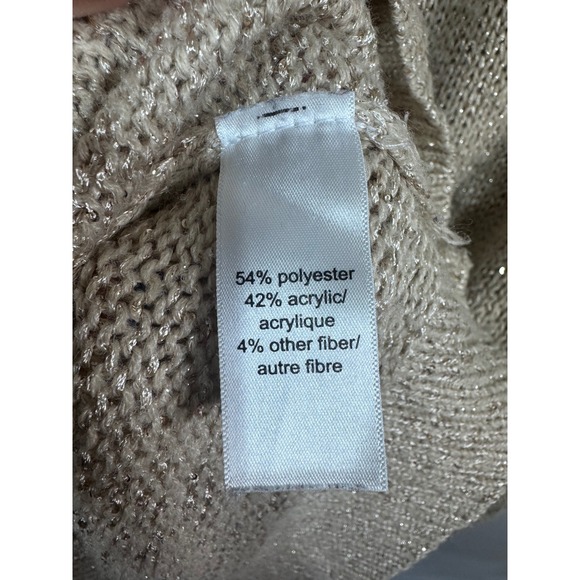 54% polyester
42% acrylic/
acrylique
4% other fiber/
autre fibre